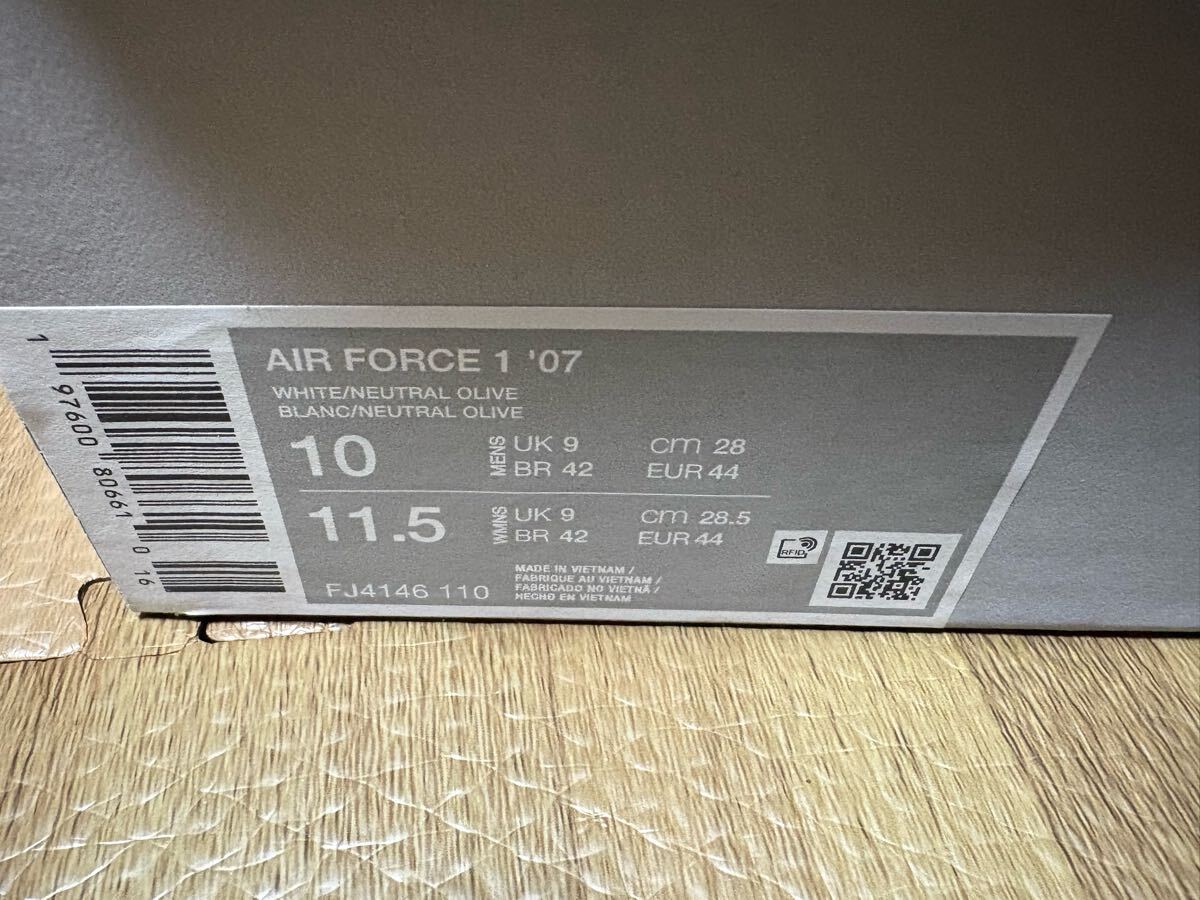 AIR FORCE 1 '07
WHITE/NEUTRAL OLIVE
BLANC/NEUTRAL OLIVE
10 MENS UK 9 cm 28
BR 42 EUR 44
11.5 WMNS UK 9 cm 28.5
BR 42 EUR 44
FJ4146 110
MADE IN VIETNAM /
FABRIQUE AU VIETNAM /
FABRICADO NO VIETNÃ /
HECHO EN VIETNAM
RFID
1 97600 80661 0 16